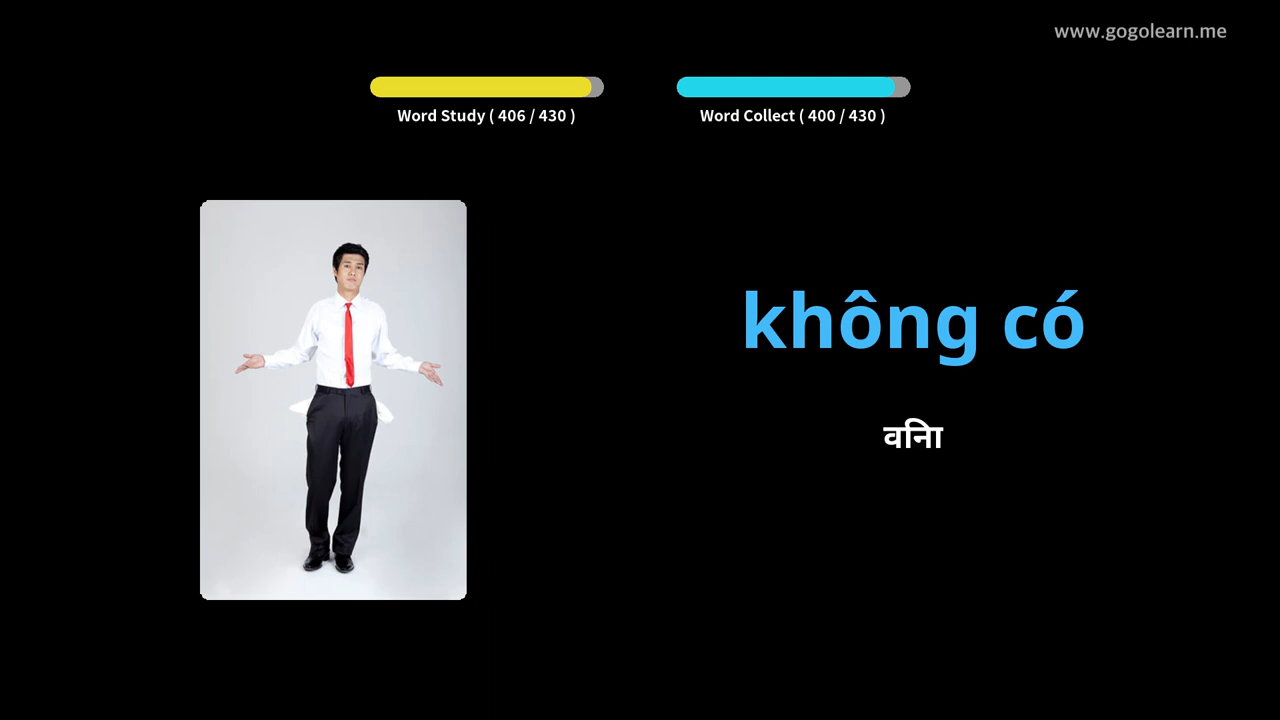 www.gogolearn.me
Word Study ( 406 / 430 )
Word Collect ( 400 / 430 )
không có
वनिा